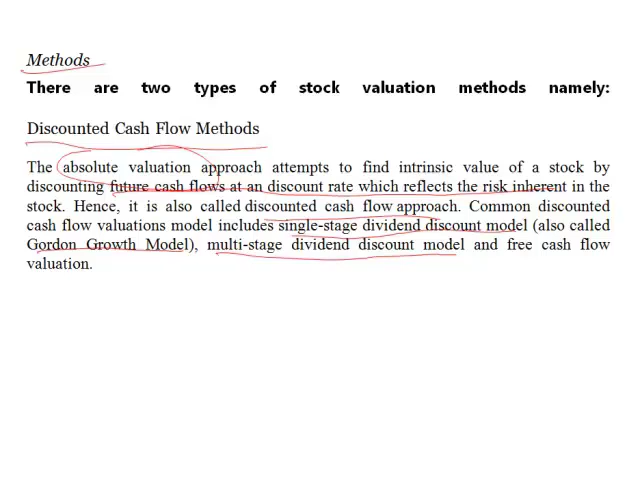 Methods
There are two types of stock valuation methods namely:
Discounted Cash Flow Methods
The absolute valuation approach attempts to find intrinsic value of a stock by
discounting future cash flows at an discount rate which reflects the risk inherent in the
stock. Hence, it is also called discounted cash flow approach. Common discounted
cash flow valuations model includes single-stage dividend discount model (also called
Gordon Growth Model), multi-stage dividend discount model and free cash flow
valuation.